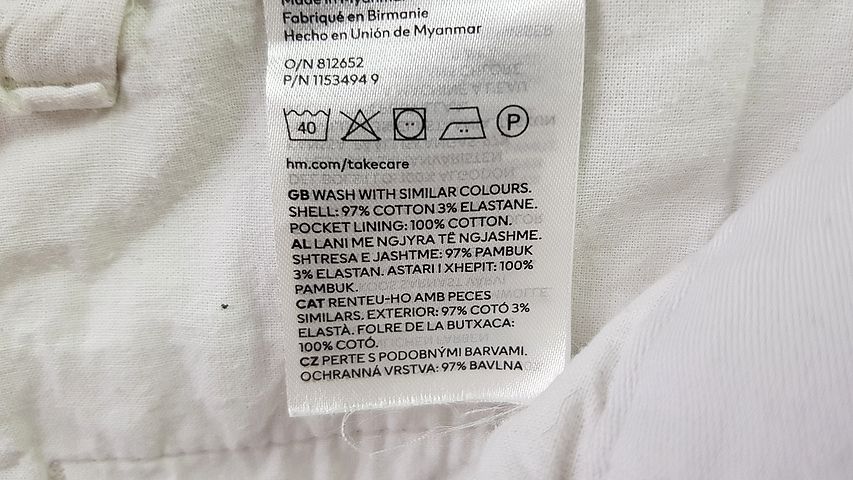 Made in Myanmar
Fabriqué en Birmanie
Hecho en Unión de Myanmar
O/N 812652
P/N 1153494 9
40 P
hm.com/takecare
GB WASH WITH SIMILAR COLOURS.
SHELL: 97% COTTON 3% ELASTANE.
POCKET LINING: 100% COTTON.
AL LANI ME NGJYRA TË NGJASHME.
SHTRESA E JASHTME: 97% PAMBUK
3% ELASTAN. ASTARI I XHEPIT: 100%
PAMBUK.
CAT RENTEU-HO AMB PECES
SIMILARS. EXTERIOR: 97% COTÓ 3%
ELASTÀ. FOLRE DE LA BUTXACA:
100% COTÓ.
CZ PERTE S PODOBNÝMI BARVAMI.
OCHRANNÁ VRSTVA: 97% BAVLNA